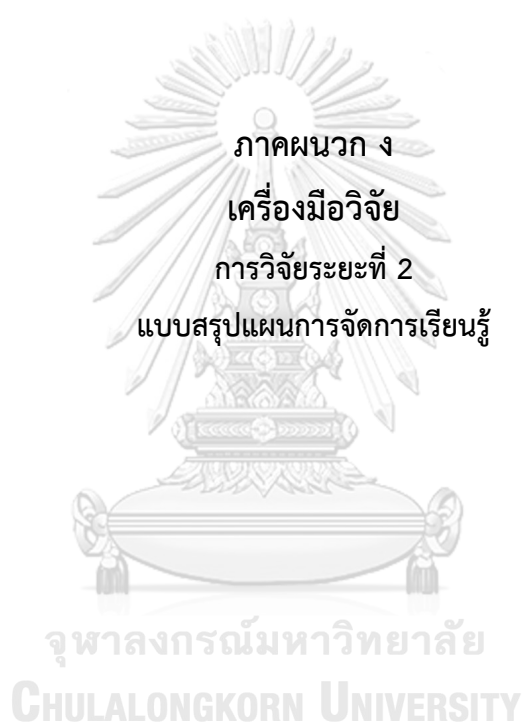 ภาคผนวก ง
เครื่องมือวิจัย
การวิจัยระยะที่ 2
แบบสรุปแผนการจัดการเรียนรู้
จุฬาลงกรณ์มหาวิทยาลัย
CHULALONGKORN UNIVERSITY